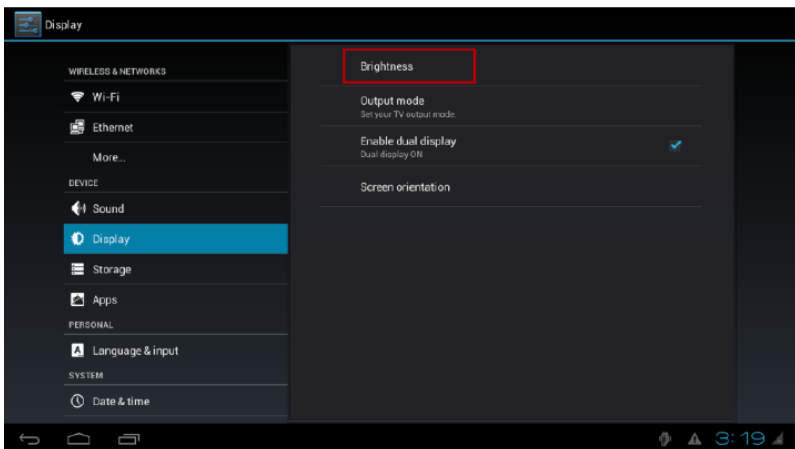 Display
WIRELESS & NETWORKS
Wi-Fi
Ethernet
More...
DEVICE
Sound
Display
Storage
Apps
PERSONAL
Language & input
SYSTEM
Date & time
Brightness
Output mode
Set your TV output mode.
Enable dual display
Dual display ON
Screen orientation
3:19